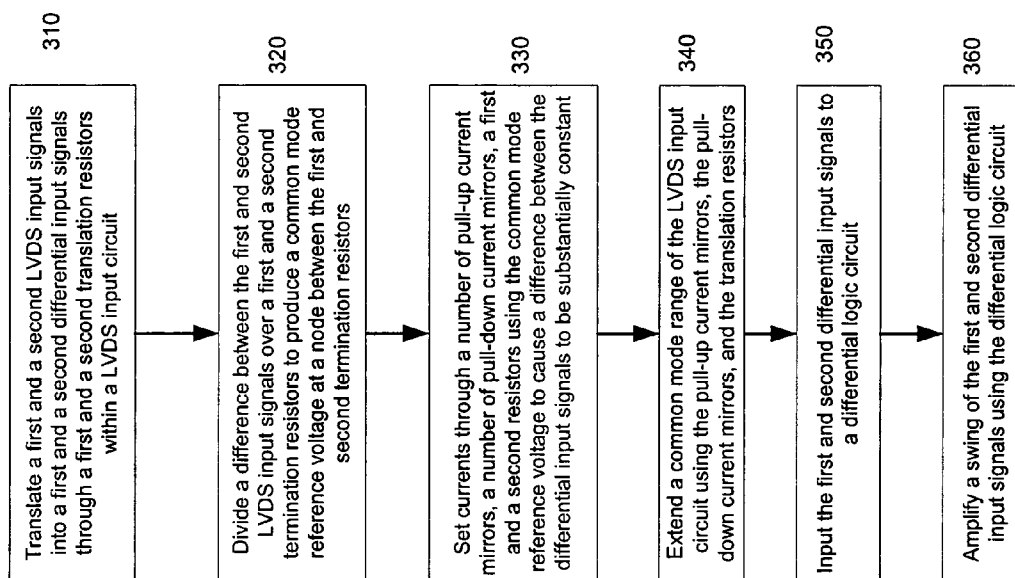 310
Translate a first and a second LVDS input signals
into a first and a second differential input signals
through a first and a second translation resistors
within a LVDS input circuit
320
Divide a difference between the first and second
LVDS input signals over a first and a second
termination resistors to produce a common mode
reference voltage at a node between the first and
second termination resistors
330
Set currents through a number of pull-up current
mirrors, a number of pull-down current mirrors, a first
and a second resistors using the common mode
reference voltage to cause a difference between the
differential input signals to be substantially constant
340
Extend a common mode range of the LVDS input
circuit using the pull-up current mirrors, the pull-
down current mirrors, and the translation resistors
350
Input the first and second differential input signals to
a differential logic circuit
360
Amplify a swing of the first and second differential
input signals using the differential logic circuit